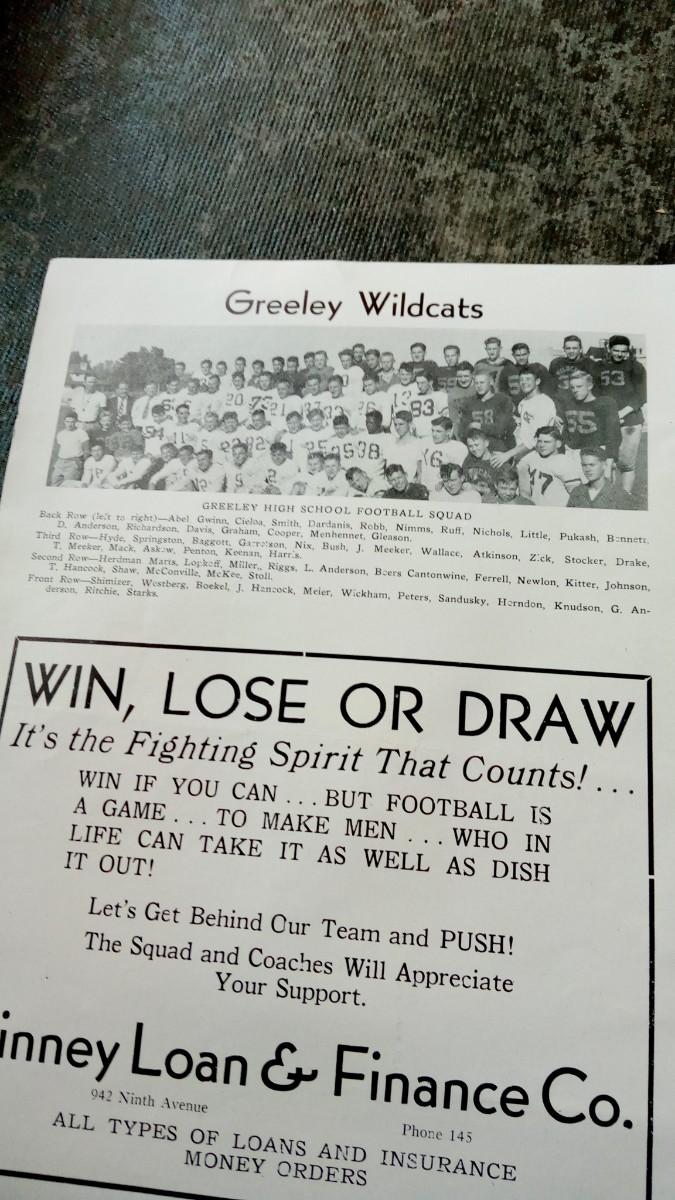 Greeley Wildcats
GREELEY HIGH SCHOOL FOOTBALL SQUAD
Back Row (left to right)—Abel Gwinn, Cieloa, Smith, Dardanis, Robb, Nimms, Ruff, Nichols, Little, Pukash, Bennett,
D. Anderson, Richardson, Davis, Graham, Cooper, Menhennet, Gleason.
Third Row—Hyde, Springston, Baggott, Nix, Bush, J. Meeker, Wallace, Atkinson, Zick, Stocker, Drake,
T. Meeker, Mack, Askow, Penton, Keenan, Harris.
Second Row—Herdman Marts, Lopkoff, Miller,, Riggs, L. Anderson, Beers Cantonwine, Ferrell, Newlon, Kitter, Johnson,
T. Hancock, Shaw, McConville, McKee, Stoll.
Front Row—Shimizer, Westberg, Boekel, J. Hancock, Meier, Wickham, Peters, Sandusky, Herndon, Knudson, G. An-
derson, Ritchie, Starks.
WIN, LOSE OR DRAW
It's the Fighting Spirit That Counts! ...
WIN IF YOU CAN ... BUT FOOTBALL IS
A GAME ... TO MAKE MEN ... WHO IN
LIFE CAN TAKE IT AS WELL AS DISH
IT OUT!
Let's Get Behind Our Team and PUSH!
The Squad and Coaches Will Appreciate
Your Support.
inney Loan & Finance Co.
942 Ninth Avenue Phone 145
ALL TYPES OF LOANS AND INSURANCE
MONEY ORDERS